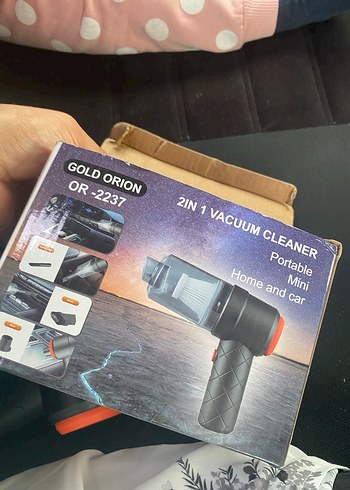 GOLD ORION
OR -2237
2IN 1 VACUUM CLEANER
Portable
Mini
Home and car